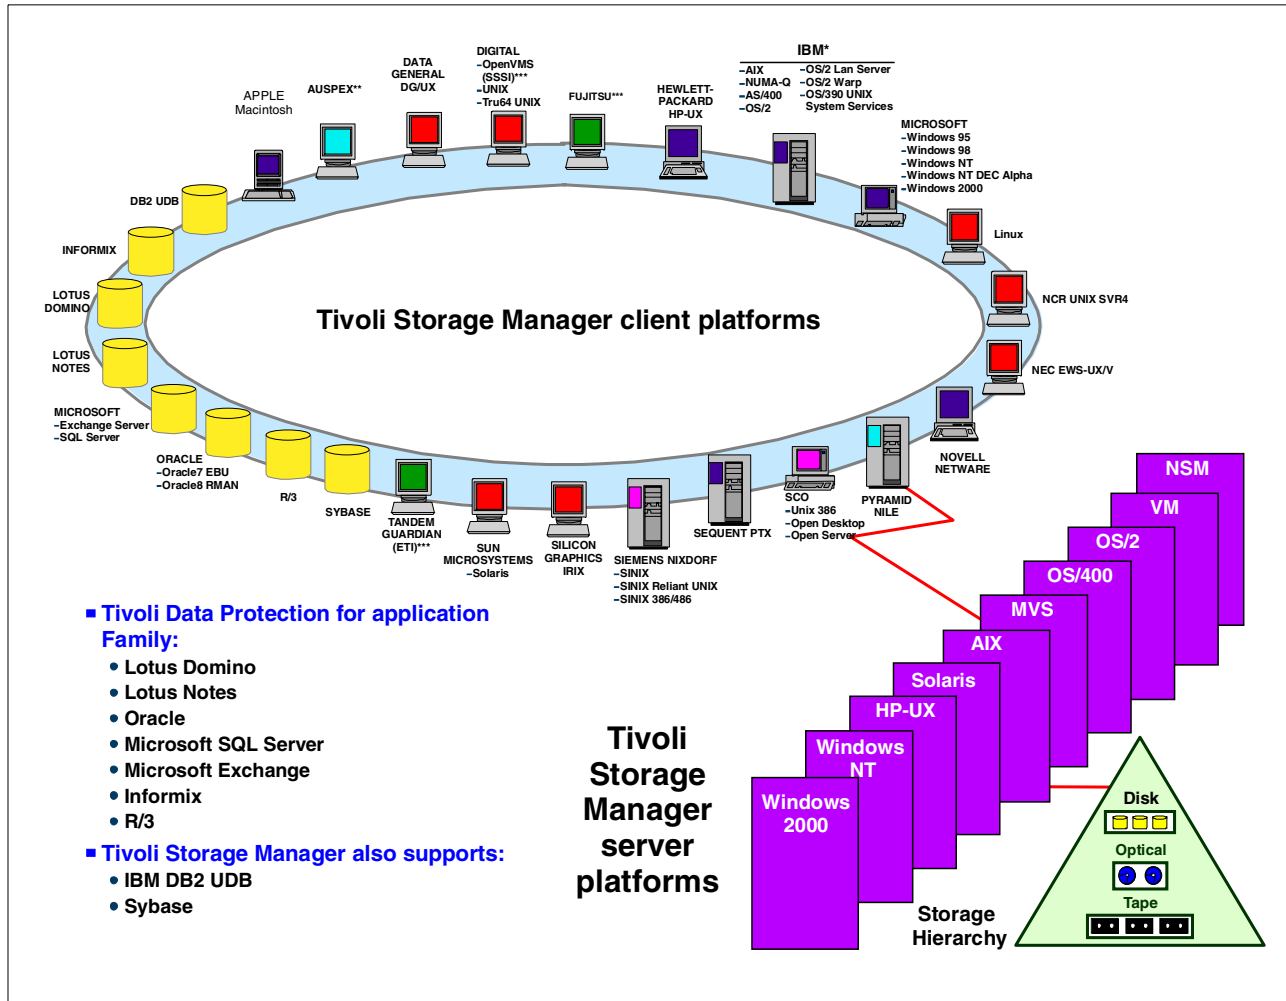 IBM*
–AIX
–NUMA-Q
–AS/400
–OS/2
–OS/2 Lan Server
–OS/2 Warp
–OS/390 UNIX
System Services
DIGITAL
–OpenVMS
(SSSI)***
–UNIX
–Tru64 UNIX
DATA
GENERAL
DG/UX
AUSPEX**
APPLE
Macintosh
FUJITSU***
HEWLETT-
PACKARD
HP-UX
MICROSOFT
–Windows 95
–Windows 98
–Windows NT
–Windows NT DEC Alpha
–Windows 2000
Linux
NCR UNIX SVR4
NEC EWS-UX/V
NOVELL
NETWARE
PYRAMID
NILE
SCO
–Unix 386
–Open Desktop
–Open Server
SEQUENT PTX
SIEMENS NIXDORF
–SINIX
–SINIX Reliant UNIX
–SINIX 386/486
SILICON
GRAPHICS
IRIX
SUN
MICROSYSTEMS
–Solaris
TANDEM
GUARDIAN
(ETI)***
SYBASE
R/3
ORACLE
–Oracle7 EBU
–Oracle8 RMAN
MICROSOFT
–Exchange Server
–SQL Server
LOTUS
NOTES
LOTUS
DOMINO
INFORMIX
DB2 UDB
Tivoli Storage Manager client platforms
Tivoli Data Protection for application
Family:
Lotus Domino
Lotus Notes
Oracle
Microsoft SQL Server
Microsoft Exchange
Informix
R/3
Tivoli Storage Manager also supports:
IBM DB2 UDB
Sybase
Tivoli
Storage
Manager
server
platforms
NSM
VM
OS/2
OS/400
MVS
AIX
Solaris
HP-UX
Windows
NT
Windows
2000
Disk
Optical
Tape
Storage
Hierarchy